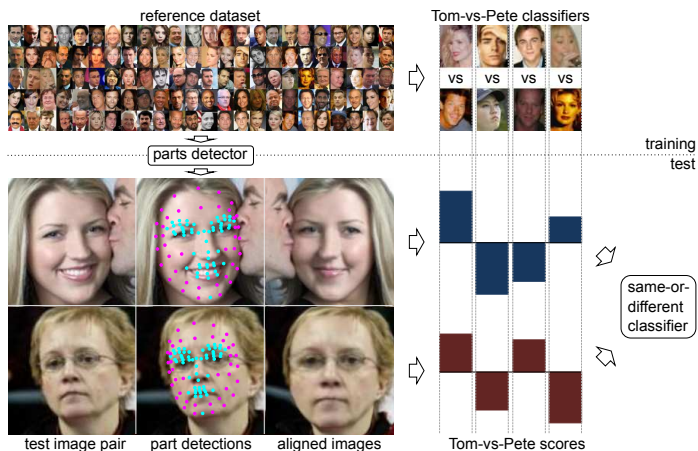 reference dataset
Tom-vs-Pete classifiers
vs vs vs vs
parts detector
training
test
same-or-
different
classifier
test image pair
part detections
aligned images
Tom-vs-Pete scores